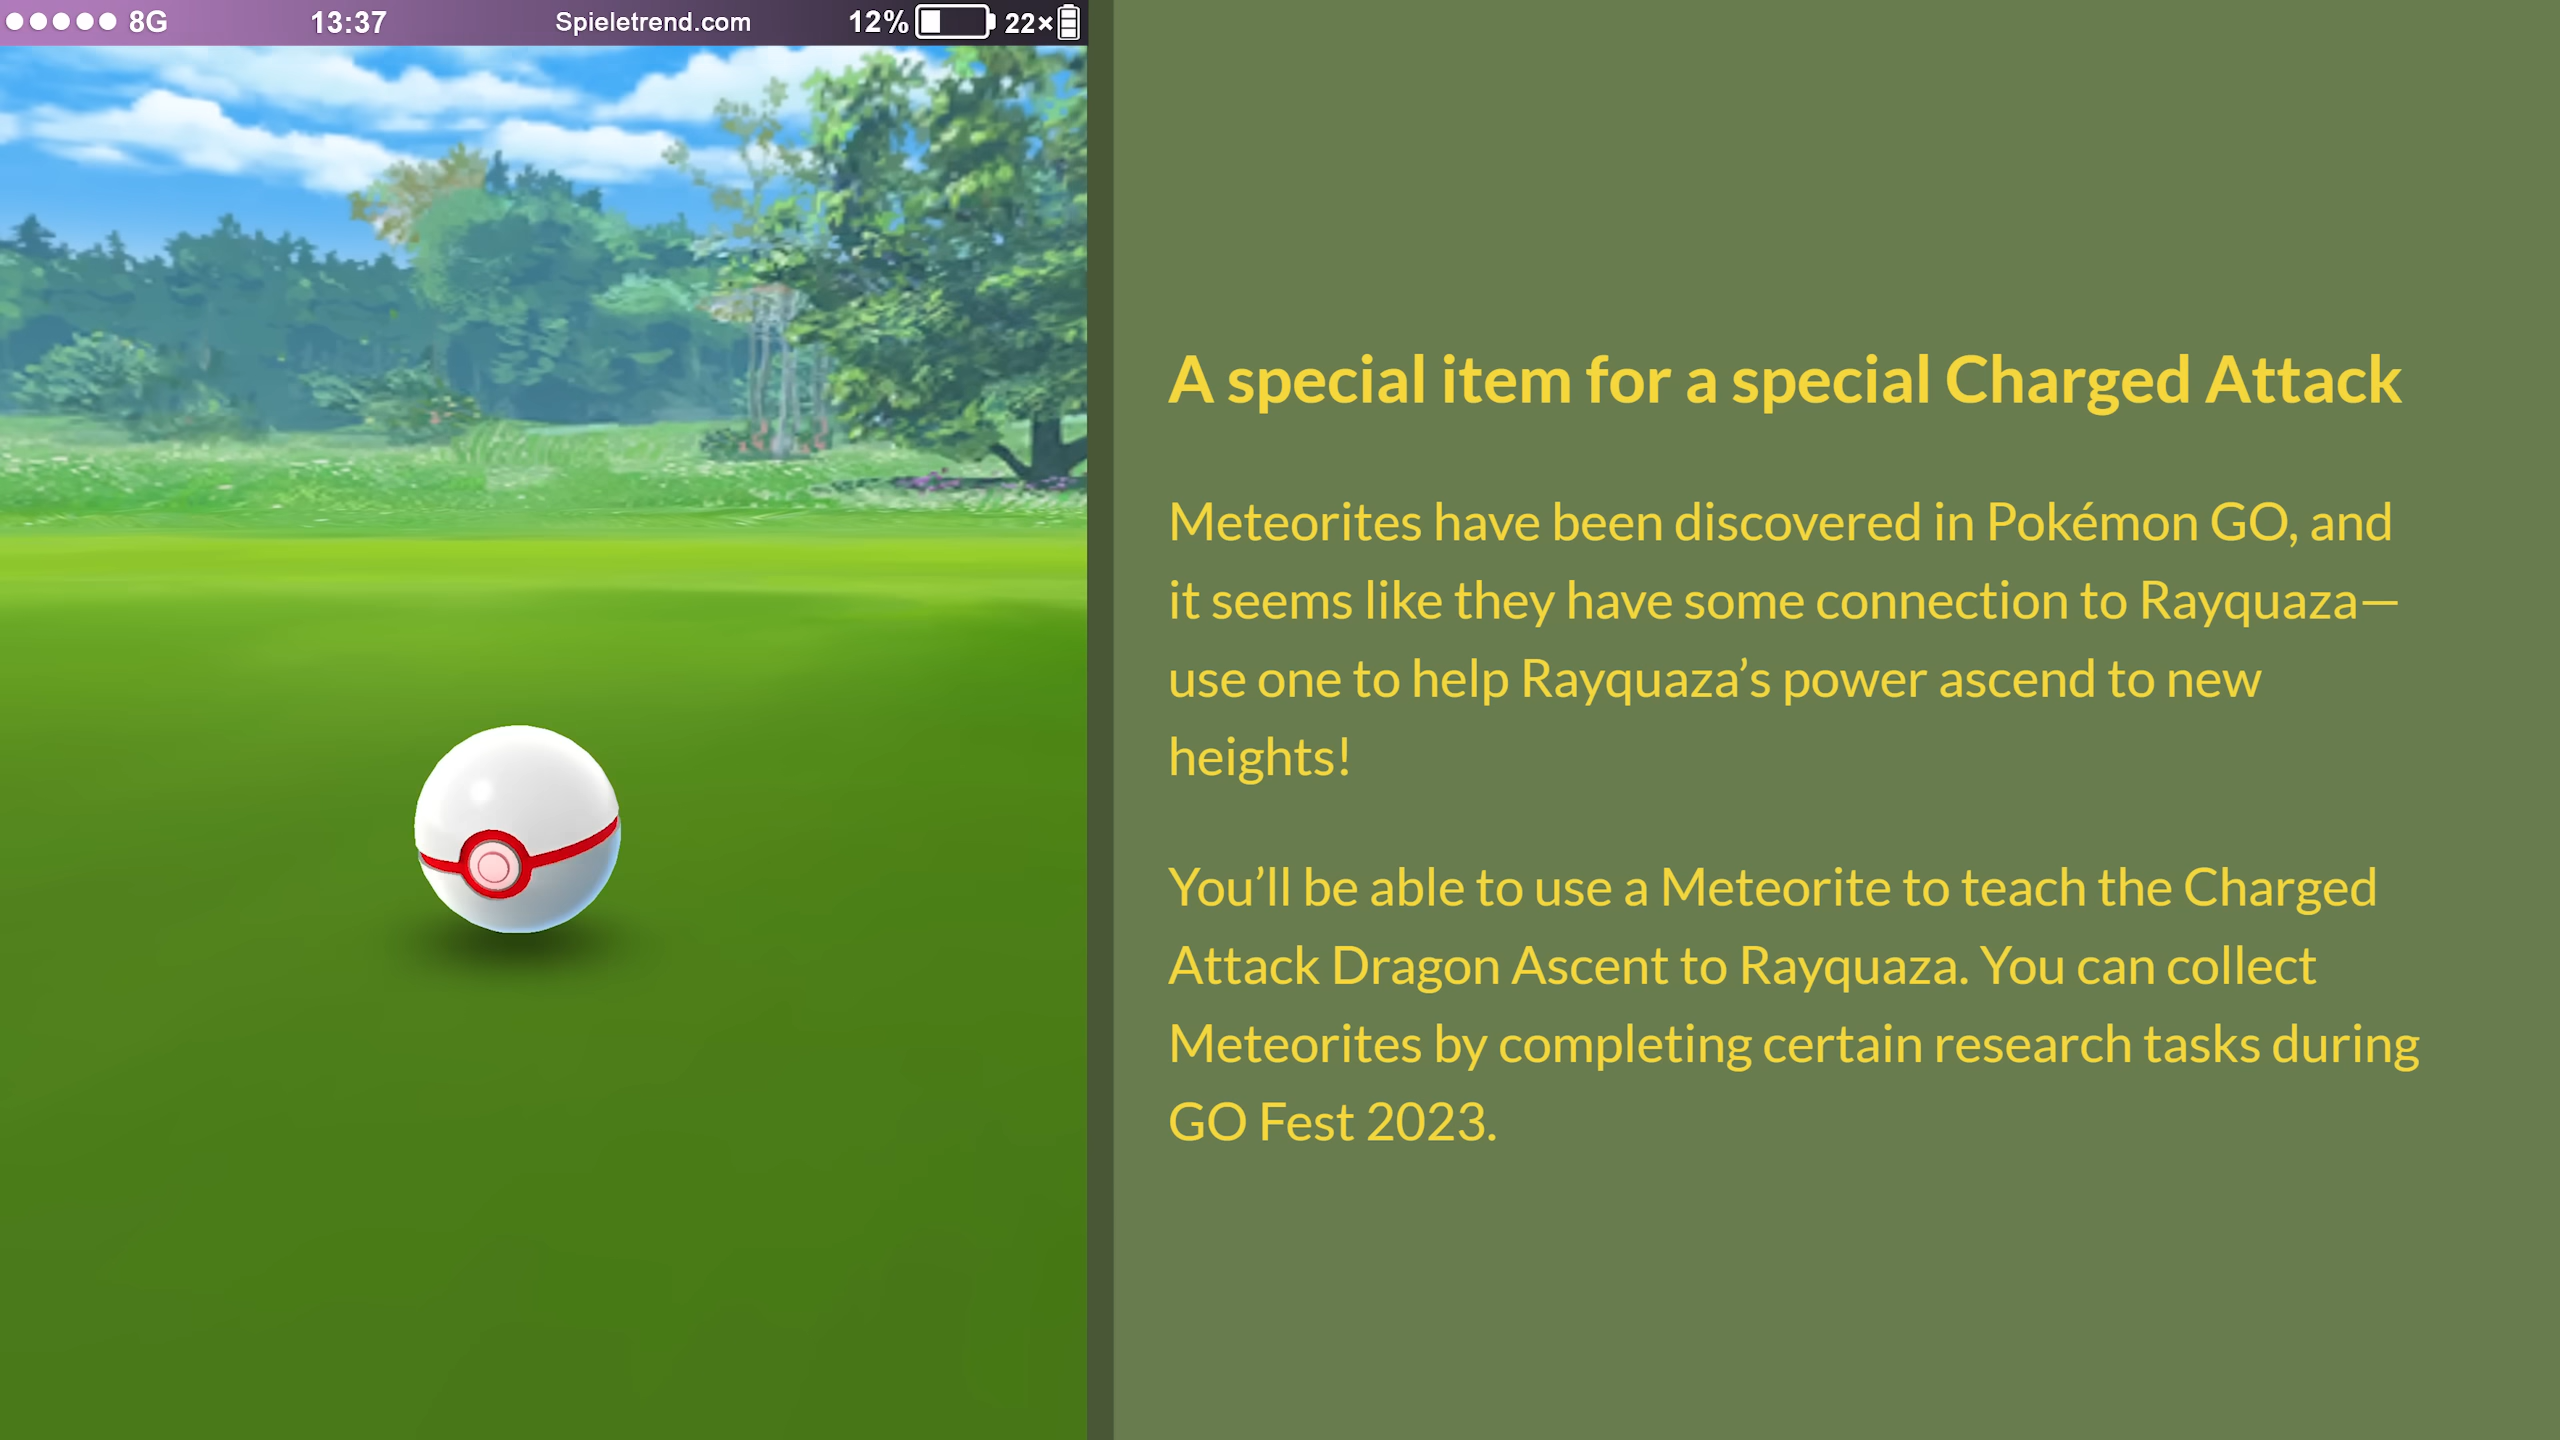 8G 13:37 Spieletrend.com 12% 22×
A special item for a special Charged Attack
Meteorites have been discovered in Pokémon GO, and
it seems like they have some connection to Rayquaza—
use one to help Rayquaza’s power ascend to new
heights!
You’ll be able to use a Meteorite to teach the Charged
Attack Dragon Ascent to Rayquaza. You can collect
Meteorites by completing certain research tasks during
GO Fest 2023.